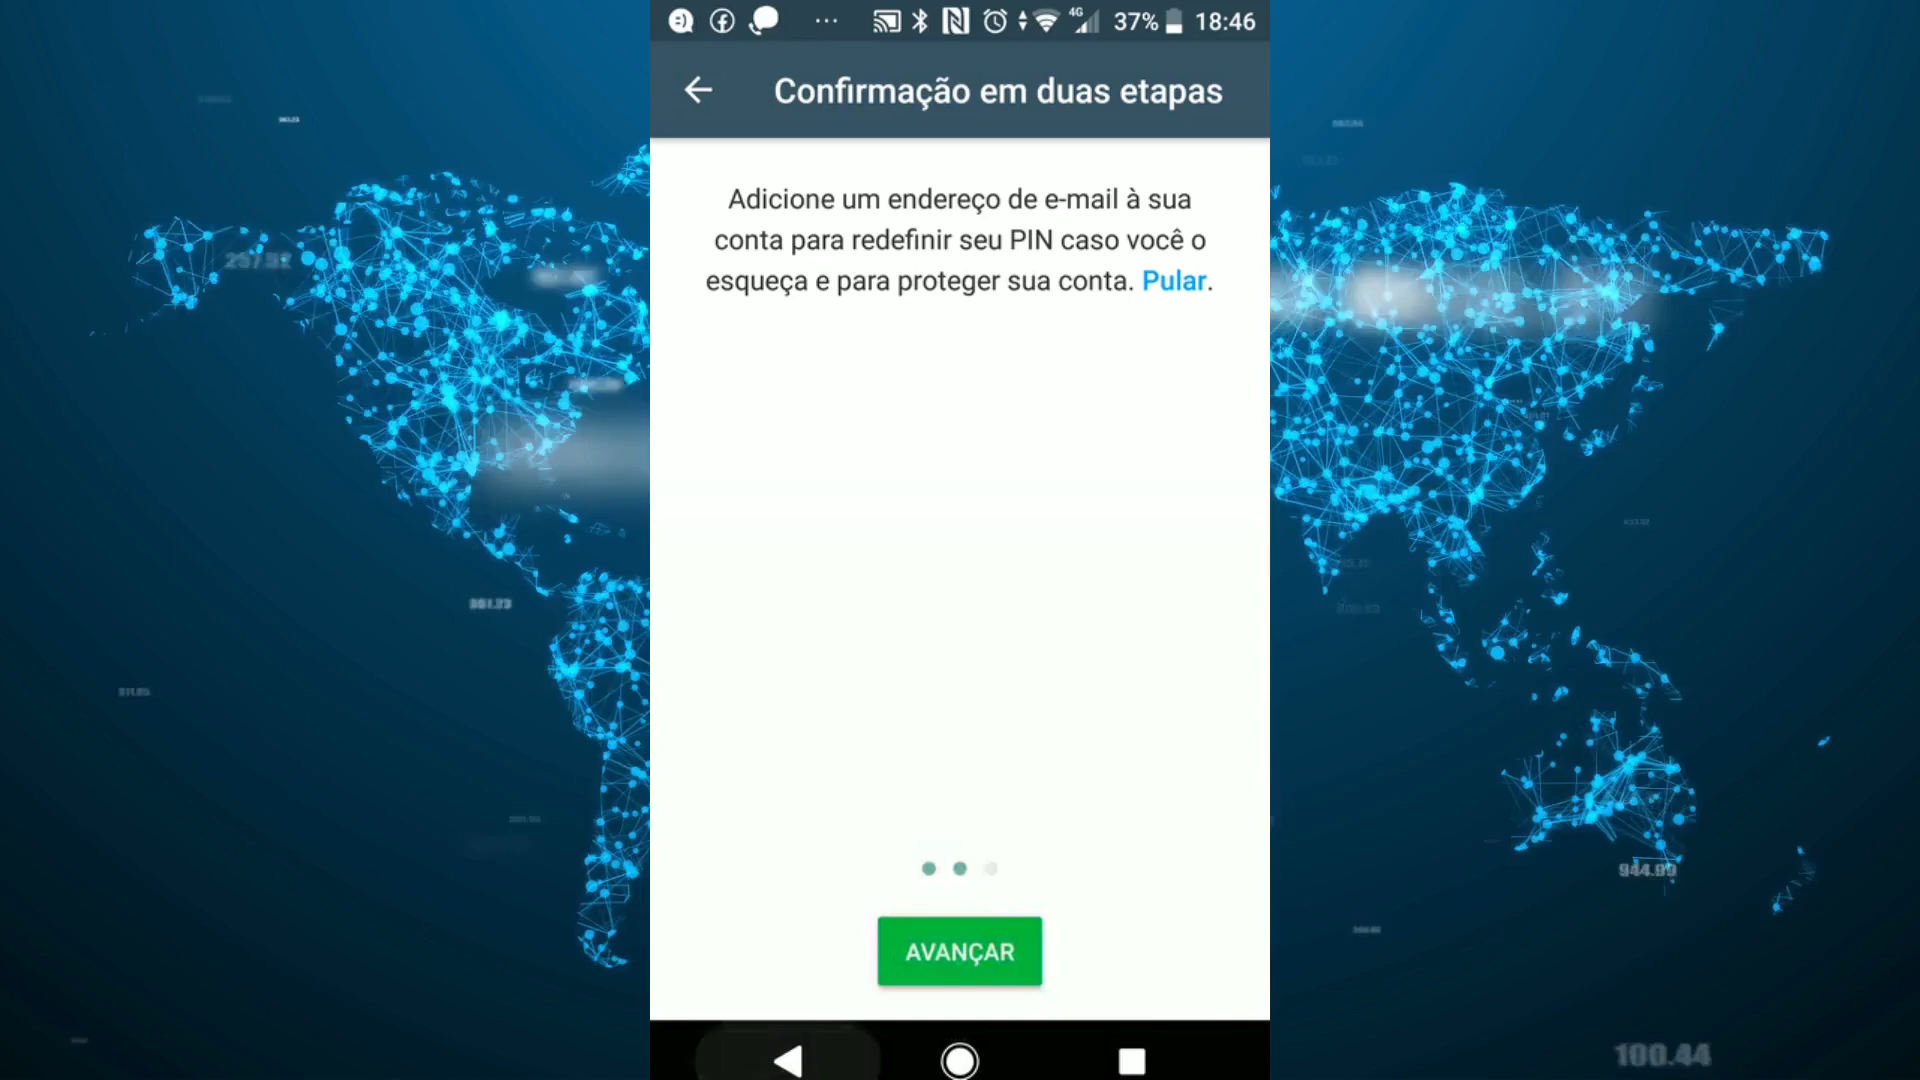 4G 37% 18:46
Confirmação em duas etapas
Adicione um endereço de e-mail à sua
conta para redefinir seu PIN caso você o
esqueça e para proteger sua conta. Pular.
AVANÇAR
944.99
100.44